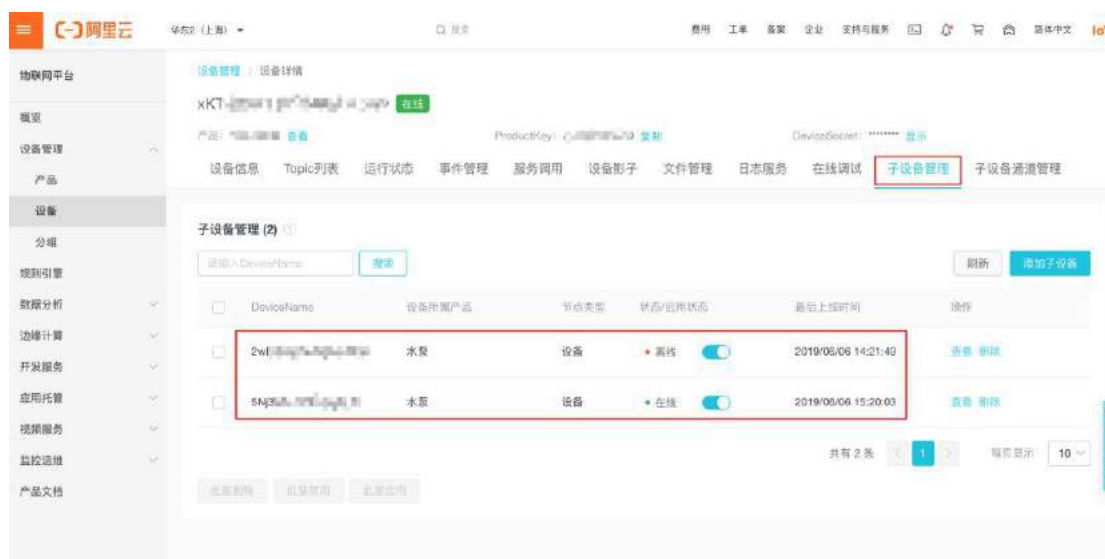 阿里云 华东2（上海） 搜索 费用 工单 备案 企业 支持与服务 简体中文
物联网平台
概览
设备管理
产品
设备
分组
规则引擎
数据分析
边缘计算
开发服务
应用托管
视频服务
监控运维
产品文档
设备管理 > 设备详情
xKT 在线
产品： 查看 ProductKey： 复制 DeviceSecret：******** 显示
设备信息 Topic列表 运行状态 事件管理 服务调用 设备影子 文件管理 日志服务 在线调试 子设备管理 子设备通道管理
子设备管理 (2)
请输入DeviceName 搜索 刷新 添加子设备
DeviceName 设备所属产品 节点类型 状态/启用状态 最后上线时间 操作
水泵 设备 离线 2019/06/06 14:21:49 查看 删除
水泵 设备 在线 2019/06/06 15:20:03 查看 删除
共有 2 条 1 每页显示 10
批量删除 批量禁用 批量启用